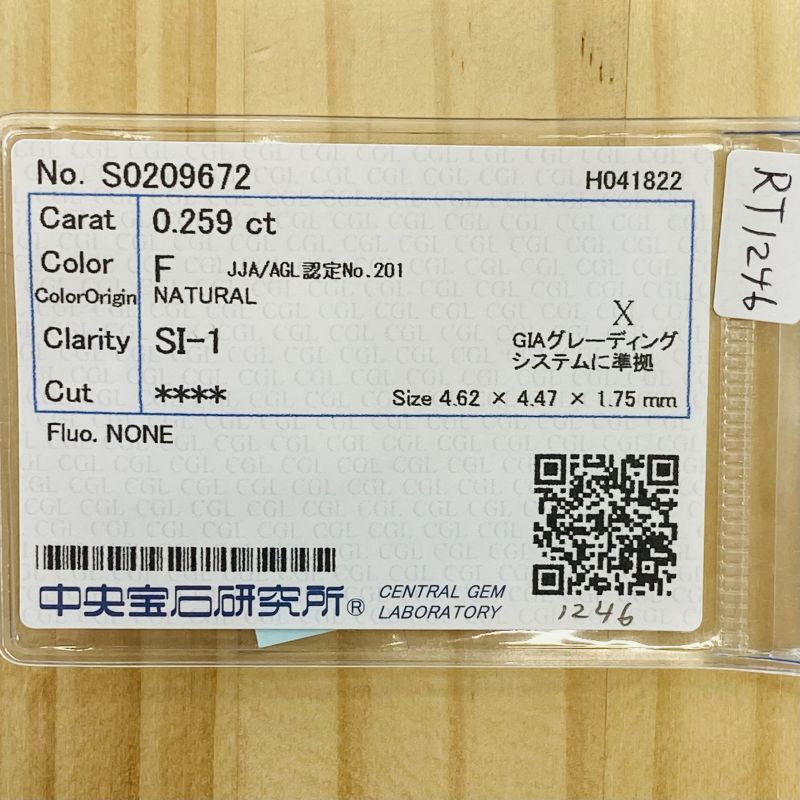 No. S0209672
H041822
RT1246
Carat 0.259 ct
Color F JJA/AGL認定No.201
ColorOrigin NATURAL
X
Clarity SI-1
GIAグレーディング
システムに準拠
Cut ****
Size 4.62 × 4.47 × 1.75 mm
Fluo. NONE
中央宝石研究所® CENTRAL GEM
LABORATORY
1246